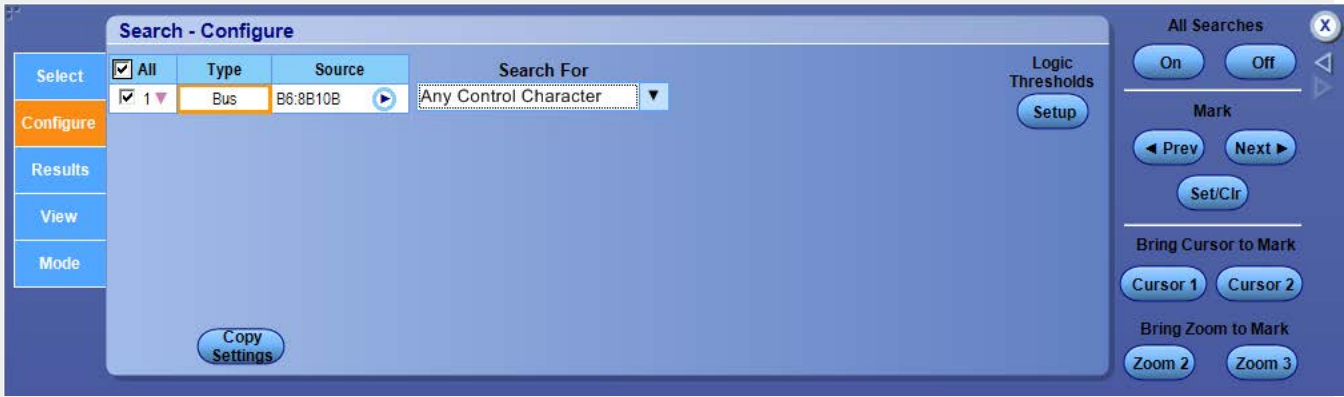 Search - Configure
Select
Configure
Results
View
Mode
All Type Source
1 Bus B6:8B10B
Search For
Any Control Character
Logic
Thresholds
Setup
Copy
Settings
All Searches
X
On Off
Mark
◄ Prev Next ►
Set/Clr
Bring Cursor to Mark
Cursor 1 Cursor 2
Bring Zoom to Mark
Zoom 2 Zoom 3